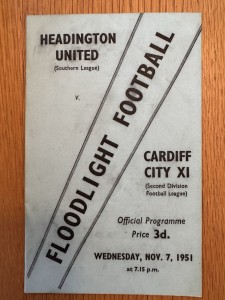 HEADINGTON
UNITED
(Southern League)
V.
FLOODLIGHT FOOTBALL
CARDIFF
CITY XI
(Second Division
Football League)
Official Programme
Price 3d.
WEDNESDAY, NOV. 7, 1951
at 7.15 p.m.